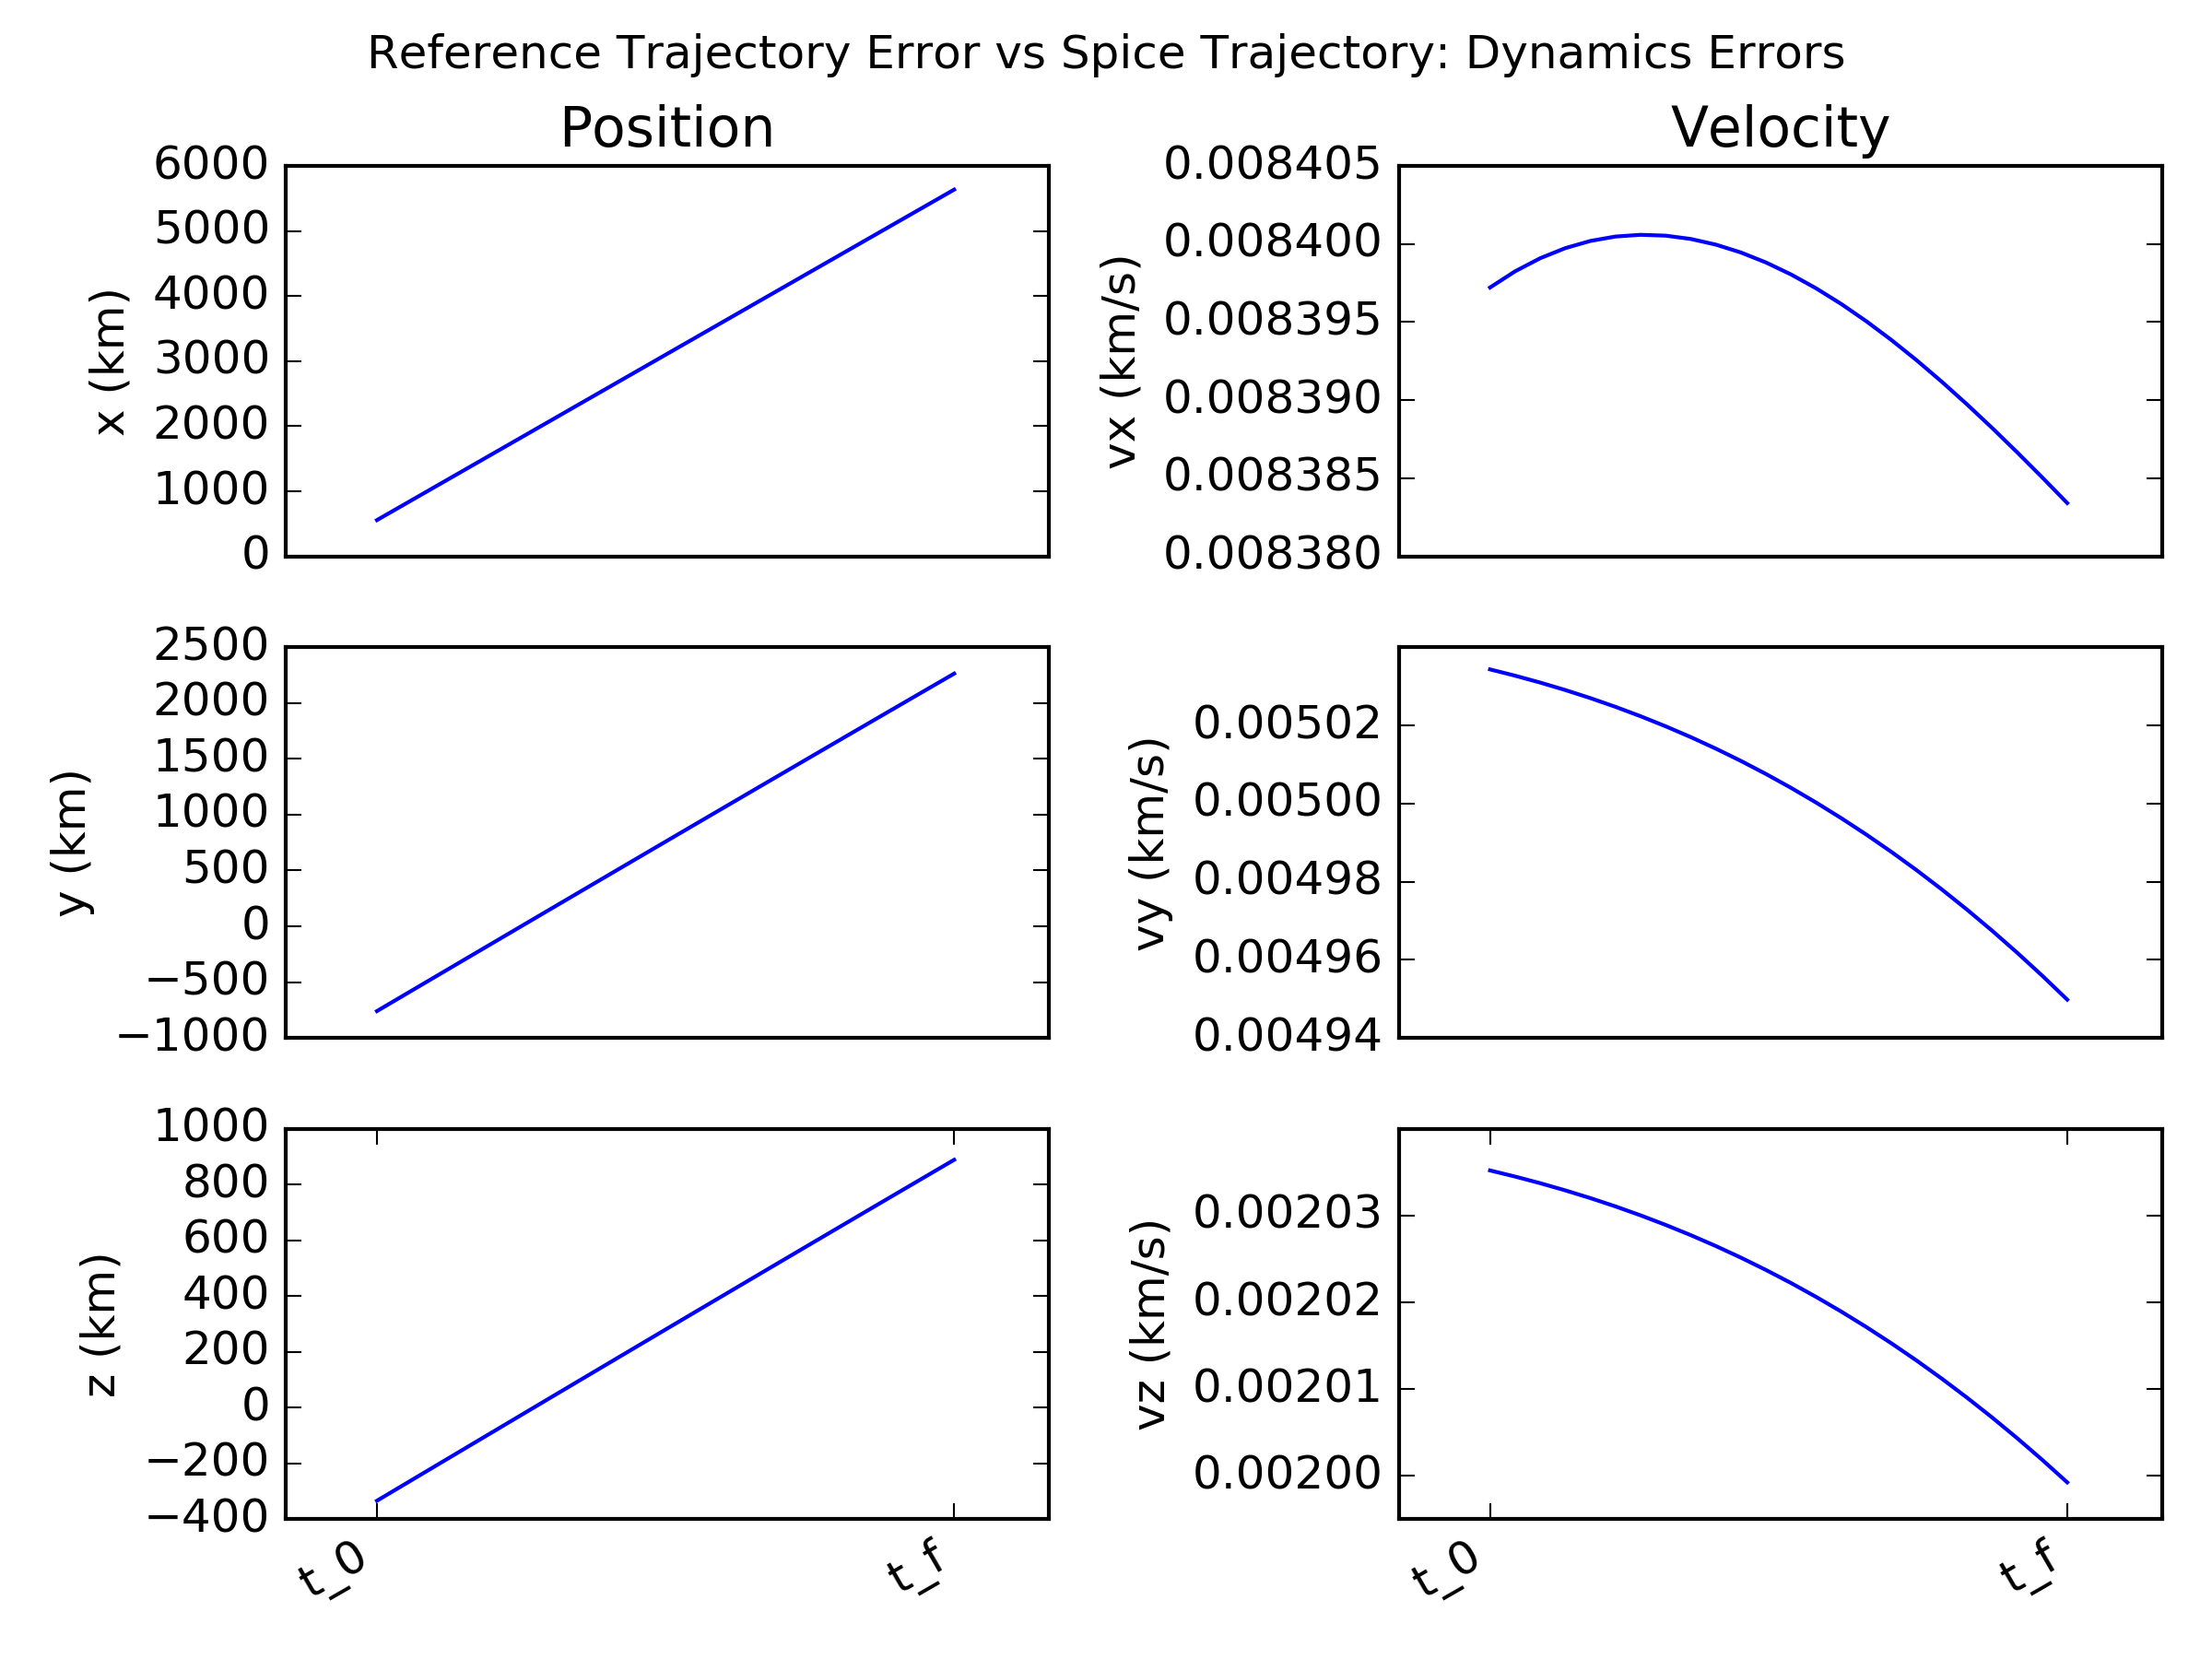 Reference Trajectory Error vs Spice Trajectory: Dynamics Errors
Position
6000
5000
4000
3000
2000
1000
0
x (km)
Velocity
0.008405
0.008400
0.008395
0.008390
0.008385
0.008380
vx (km/s)
2500
2000
1500
1000
500
0
−500
−1000
y (km)
0.00502
0.00500
0.00498
0.00496
0.00494
vy (km/s)
1000
800
600
400
200
0
−200
−400
z (km)
t_0
t_f
0.00203
0.00202
0.00201
0.00200
vz (km/s)
t_0
t_f